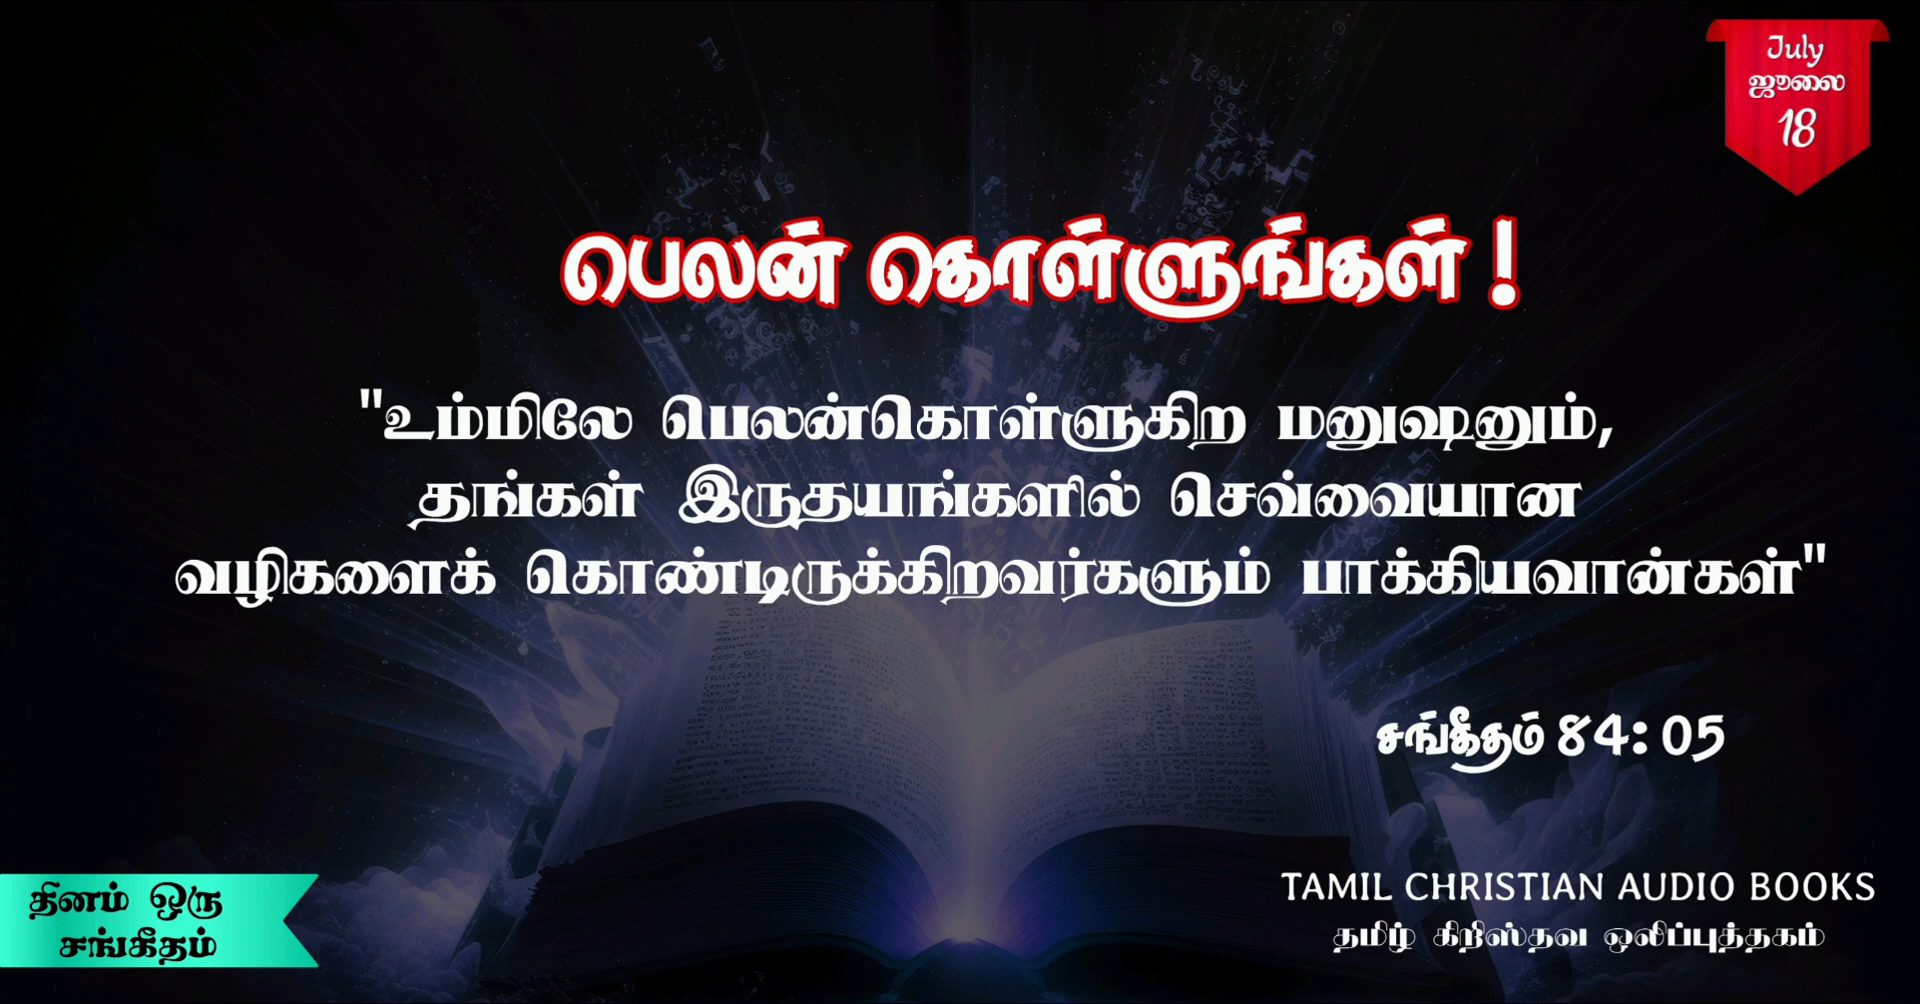 July
ஜூலை
18
பெலன் கொள்ளுங்கள் !
"உம்மிலே பெலன்கொள்ளுகிற மனுஷனும்,
தங்கள் இருதயங்களில் செவ்வையான
வழிகளைக் கொண்டிருக்கிறவர்களும் பாக்கியவான்கள்"
சங்கீதம் 84: 05
தினம் ஒரு
சங்கீதம்
TAMIL CHRISTIAN AUDIO BOOKS
தமிழ் கிறிஸ்தவ ஒலிப்புத்தகம்